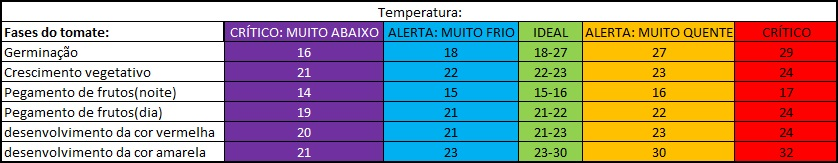 Temperatura:
Fases do tomate: CRÍTICO: MUITO ABAIXO ALERTA: MUITO FRIO IDEAL ALERTA: MUITO QUENTE CRÍTICO
Germinação 16 18 18-27 27 29
Crescimento vegetativo 21 22 22-23 23 24
Pegamento de frutos(noite) 14 15 15-16 16 17
Pegamento de frutos(dia) 19 21 21-22 22 24
desenvolvimento da cor vermelha 20 21 21-23 23 24
desenvolvimento da cor amarela 21 23 23-30 30 32